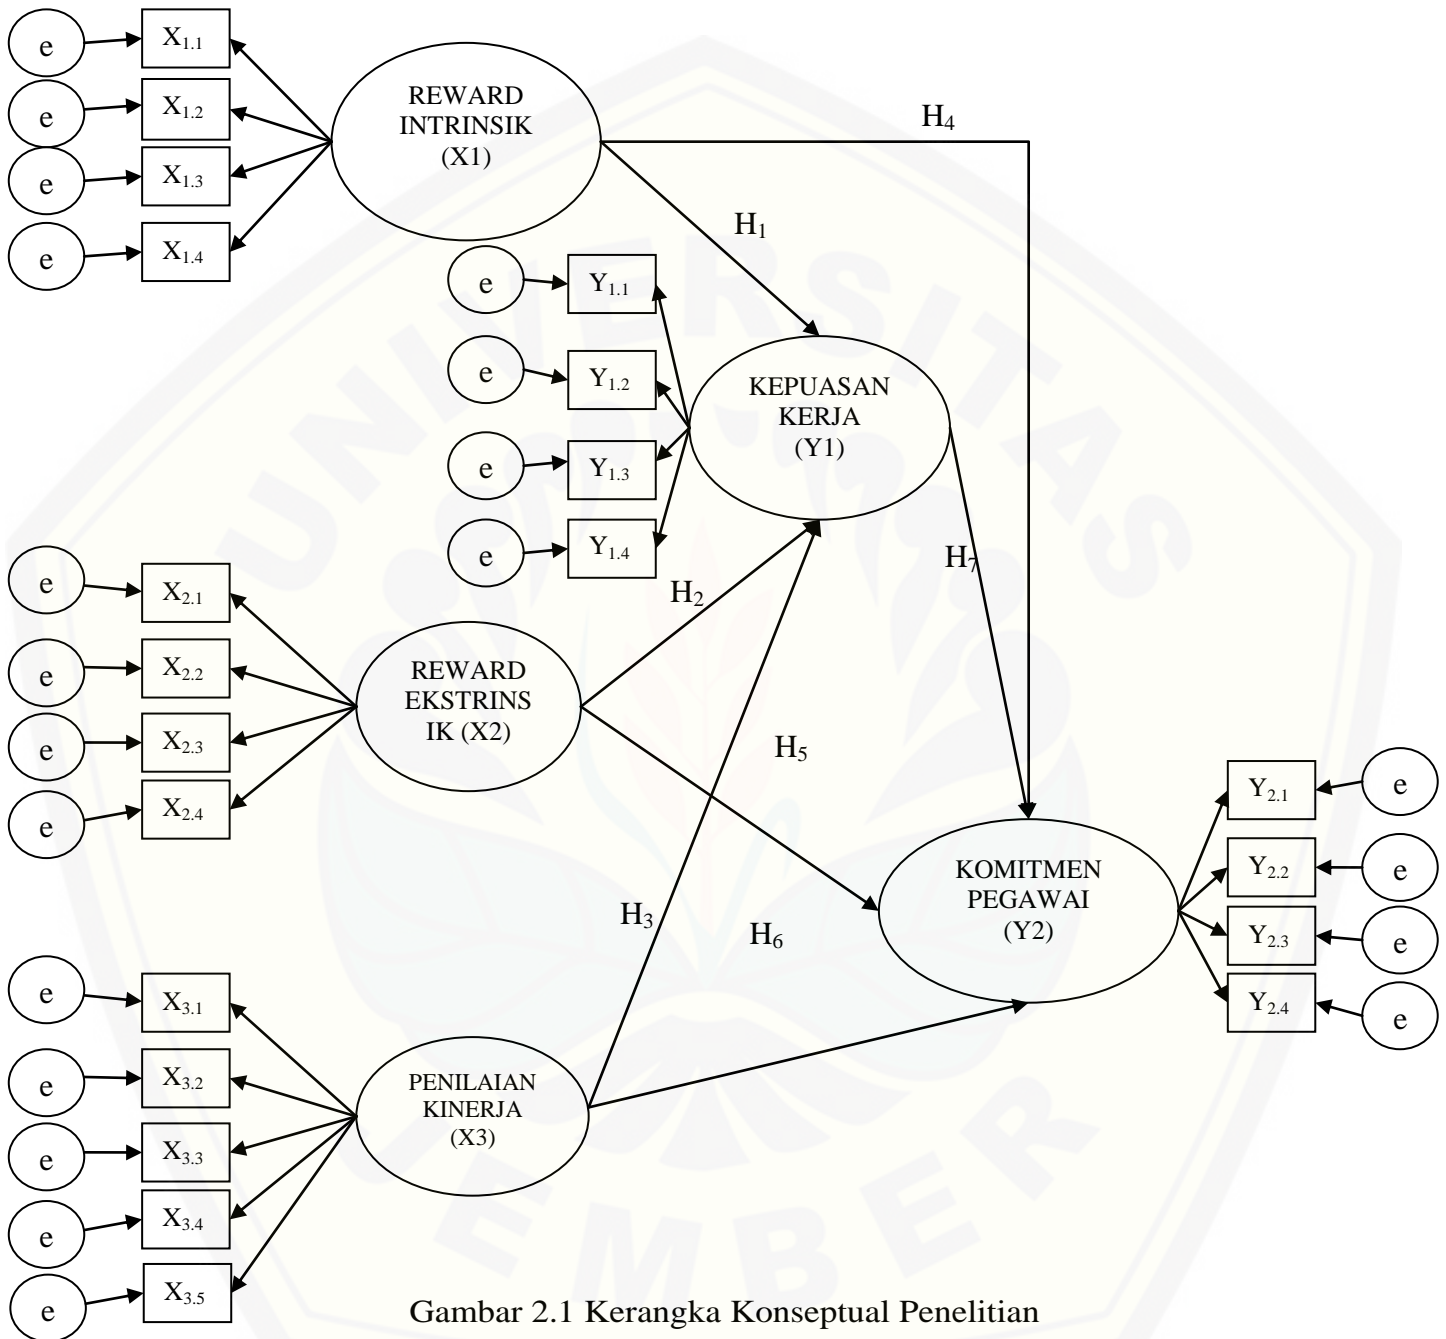 e
X1.1
e
X1.2
e
X1.3
e
X1.4
REWARD
INTRINSIK
(X1)
H4
H1
e
Y1.1
e
Y1.2
e
Y1.3
e
Y1.4
KEPUASAN
KERJA
(Y1)
H7
H2
e
X2.1
e
X2.2
e
X2.3
e
X2.4
REWARD
EKSTRINS
IK (X2)
H5
H3
H6
KOMITMEN
PEGAWAI
(Y2)
Y2.1
e
Y2.2
e
Y2.3
e
Y2.4
e
e
X3.1
e
X3.2
e
X3.3
e
X3.4
e
X3.5
PENILAIAN
KINERJA
(X3)
UNIVERSITAS
JEMBER
Gambar 2.1 Kerangka Konseptual Penelitian